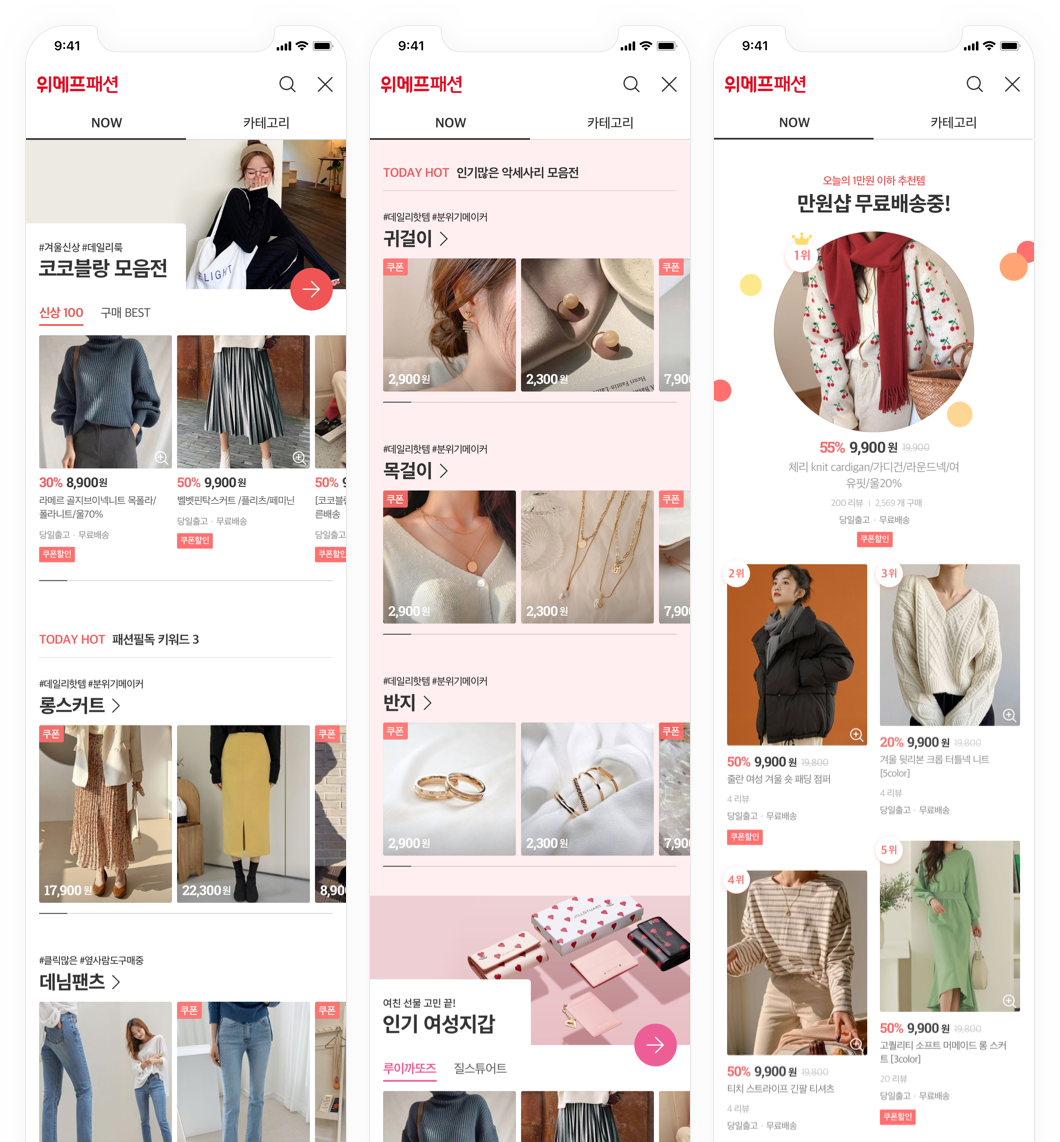 9:41
위메프패션
NOW
카테고리
#겨울신상 #데일리룩
코코블랑 모음전
신상 100
구매 BEST
30% 8,900원
라메르 골지브이넥니트 목폴라/
폴라니트/울70%
당일출고 · 무료배송
쿠폰할인
50% 9,900원
벨벳핀탁스커트 /플리츠/페미닌
당일출고 · 무료배송
쿠폰할인
50%
[코코블
른배송
당일출고
쿠폰할인
TODAY HOT 패션필독 키워드 3
#데일리핫템 #분위기메이커
롱스커트
쿠폰
17,900원
22,300원
쿠폰
8,900
#클릭많은 #옆사람도구매중
데님팬츠
쿠폰
쿠폰
9:41
위메프패션
NOW
카테고리
TODAY HOT 인기많은 악세사리 모음전
#데일리핫템 #분위기메이커
귀걸이
쿠폰
2,900원
2,300원
쿠폰
7,900
#데일리핫템 #분위기메이커
목걸이
쿠폰
2,900원
2,300원
쿠폰
7,900
#데일리핫템 #분위기메이커
반지
쿠폰
2,900원
2,300원
쿠폰
7,900
여친 선물 고민 끝!
인기 여성지갑
루이까또즈
질스튜어트
9:41
위메프패션
NOW
카테고리
오늘의 1만원 이하 추천템
만원샵 무료배송중!
1위
55% 9,900원 19,900
체리 knit cardigan/가디건/라운드넥/여
유핏/울20%
200 리뷰 | 2,569 개 구매
당일출고 · 무료배송
쿠폰할인
2위
50% 9,900원 19,800
줄란 여성 겨울 숏 패딩 점퍼
4 리뷰
당일출고 · 무료배송
쿠폰할인
3위
20% 9,900원 19,800
겨울 뒷리본 크롭 터틀넥 니트
[5color]
4 리뷰
당일출고 · 무료배송
4위
50% 9,900원 19,800
티치 스트라이프 긴팔 티셔츠
4 리뷰
당일출고 · 무료배송
5위
50% 9,900원 19,800
고퀄리티 소프트 머메이드 롱 스커
트 [3color]
20 리뷰
당일출고 · 무료배송
쿠폰할인